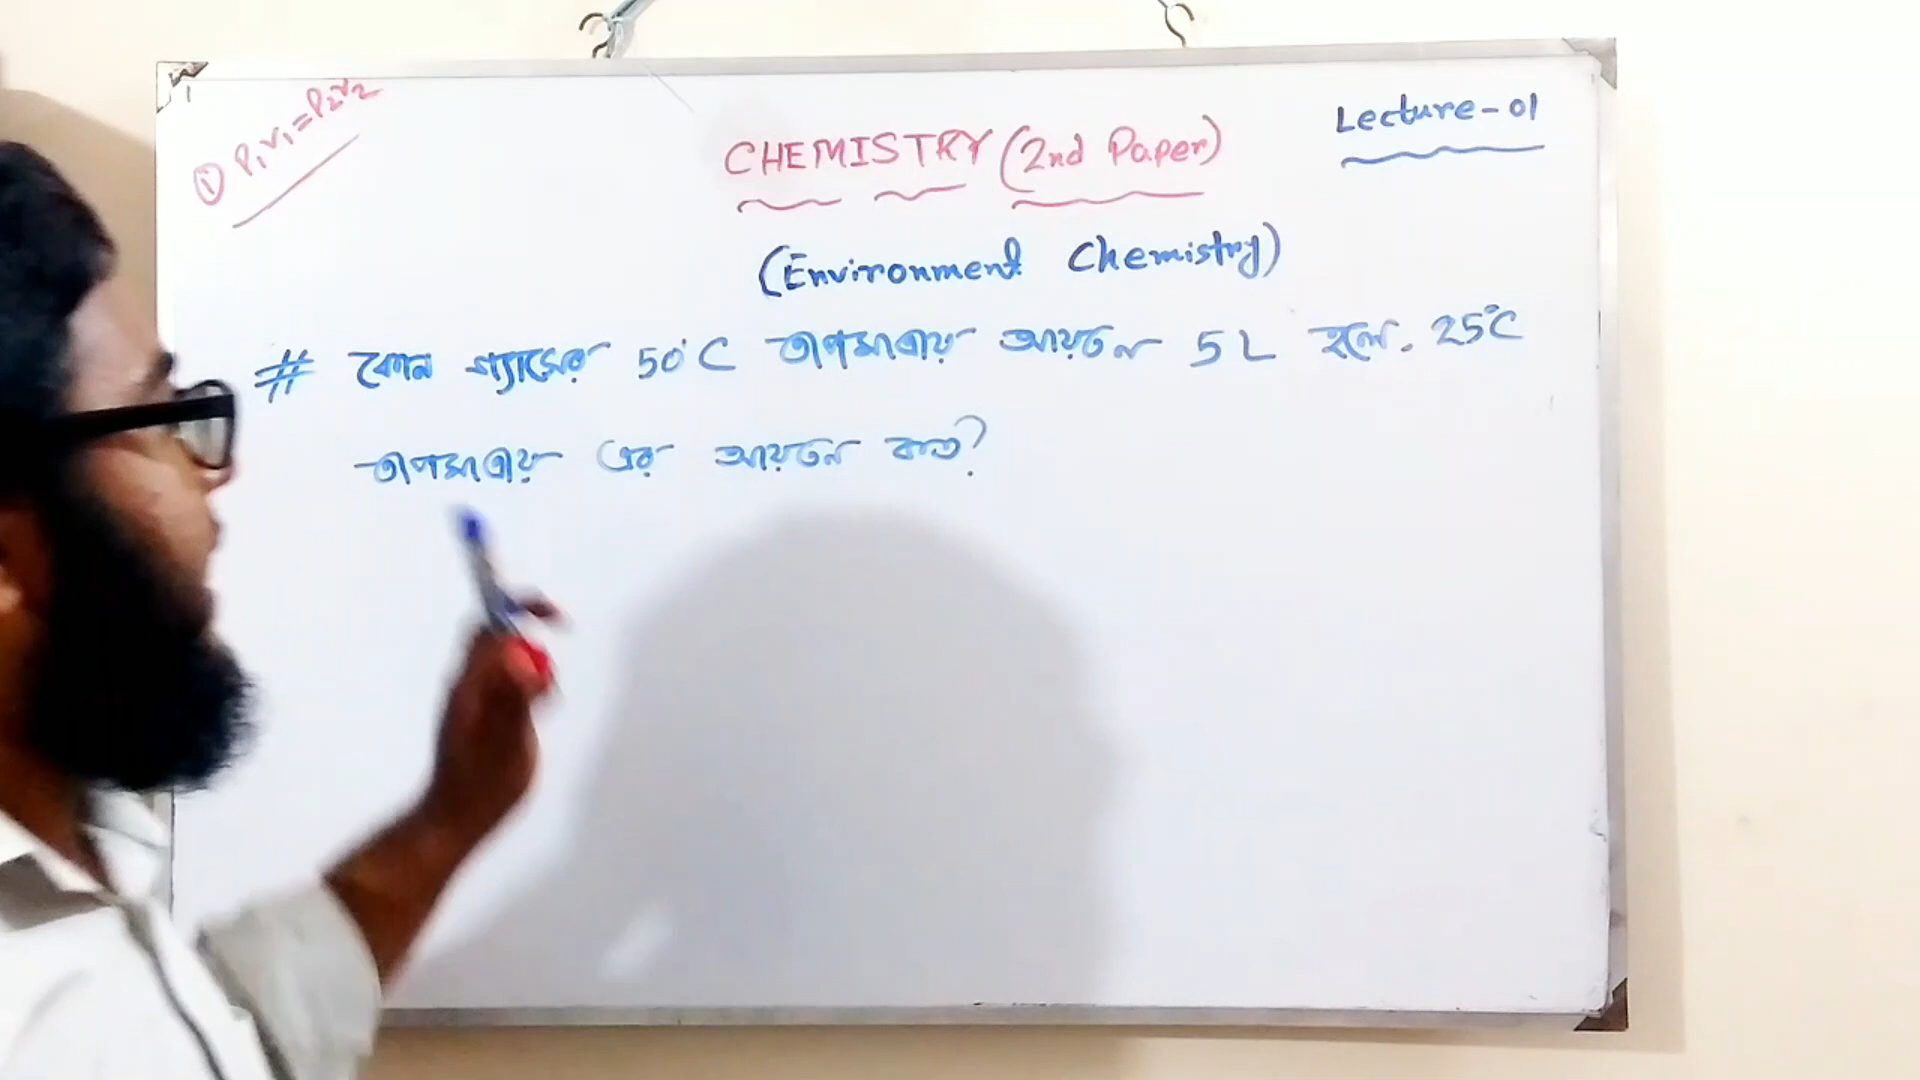 ① P₁V₁=P₂V₂
CHEMISTRY (2nd Paper)
Lecture-01
(Environment Chemistry)
# কোন গ্যাসের 50°C তাপমাত্রায় আয়তন 5L হলে. 25°C
তাপমাত্রায় এর আয়তন কত?